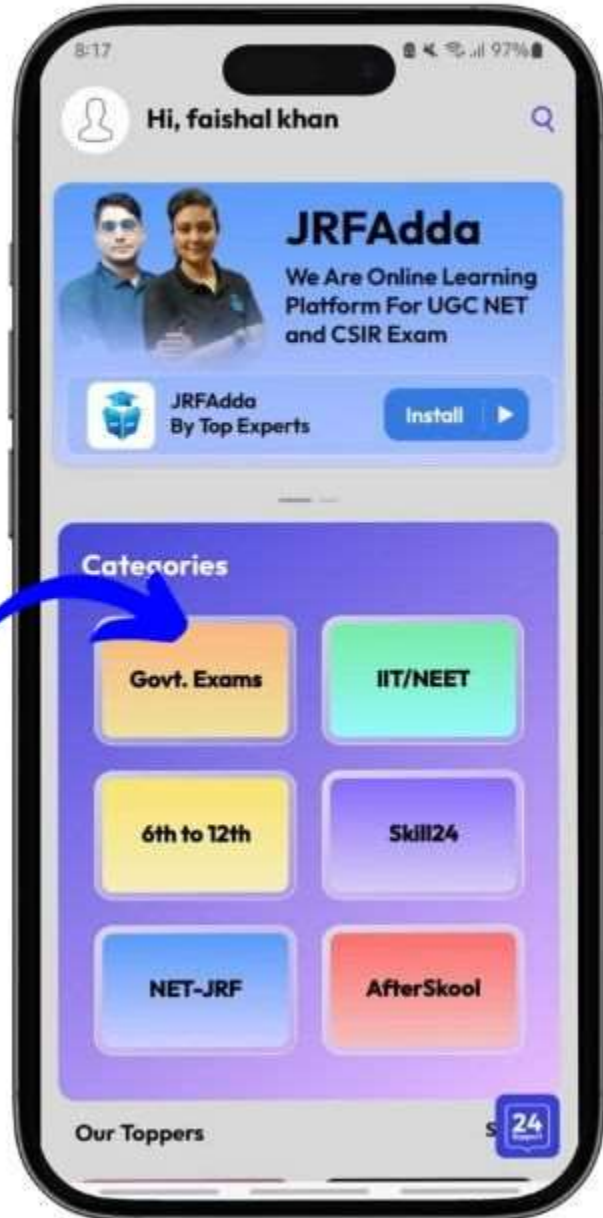 8:17 97%
Hi, faishal khan
JRFAdda
We Are Online Learning
Platform For UGC NET
and CSIR Exam
JRFAdda
By Top Experts
Install
Categories
Govt. Exams
IIT/NEET
6th to 12th
Skill24
NET-JRF
AfterSkool
Our Toppers
S
24